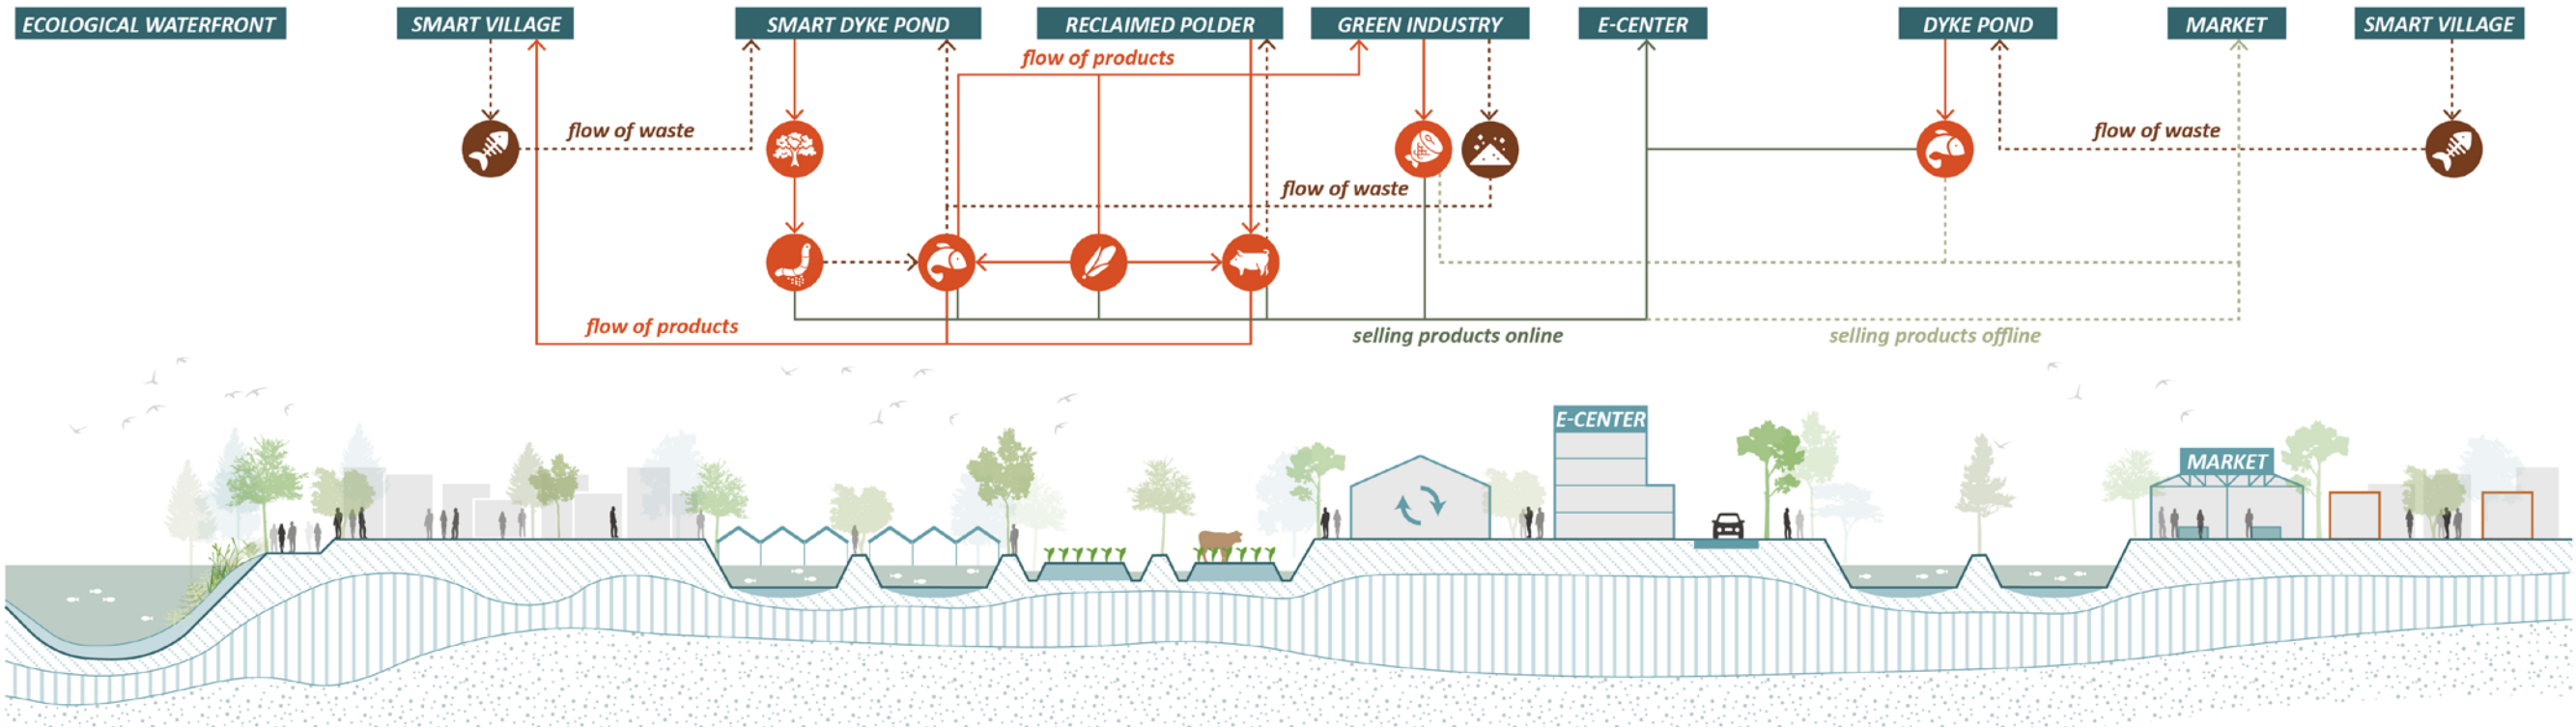 ECOLOGICAL WATERFRONT
SMART VILLAGE
SMART DYKE POND
RECLAIMED POLDER
GREEN INDUSTRY
E-CENTER
DYKE POND
MARKET
SMART VILLAGE
flow of products
flow of waste
flow of waste
flow of waste
flow of products
selling products online
selling products offline
E-CENTER
MARKET